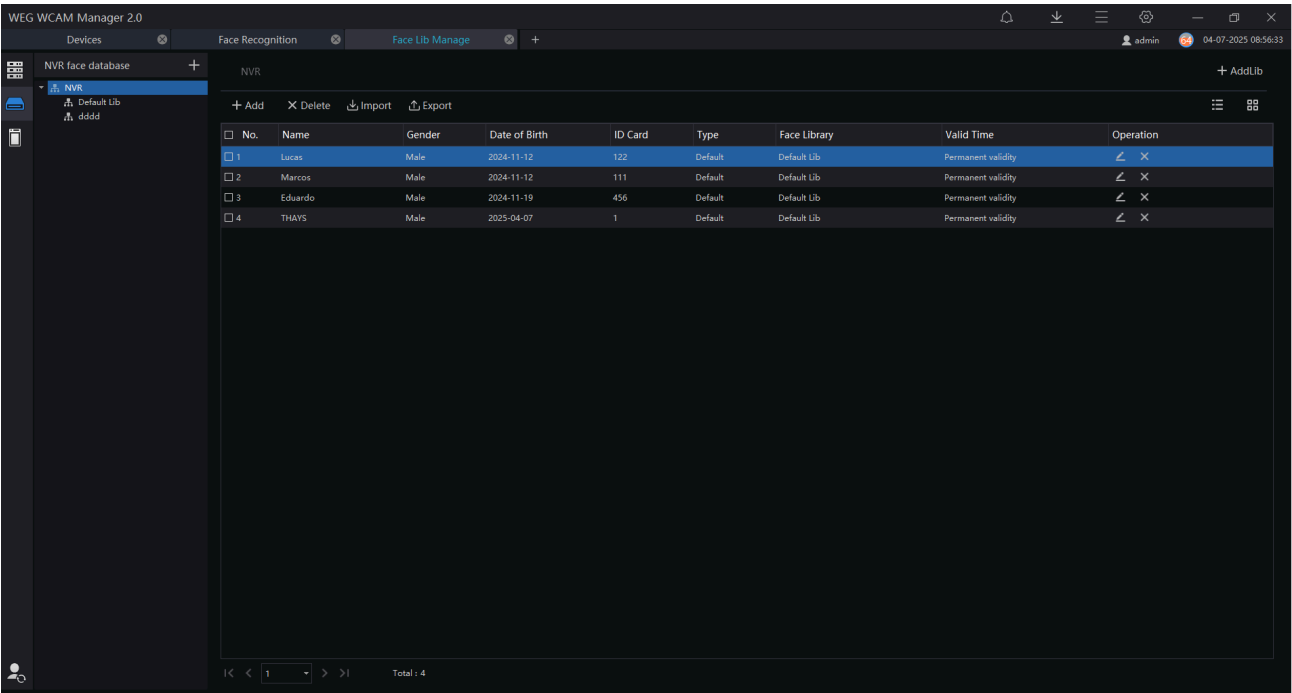 WEG WCAM Manager 2.0
Devices Face Recognition Face Lib Manage + admin 64 04-07-2025 08:56:33
NVR face database +
NVR
Default Lib
dddd
NVR + AddLib
+ Add X Delete Import Export
No. Name Gender Date of Birth ID Card Type Face Library Valid Time Operation
1 Lucas Male 2024-11-12 122 Default Default Lib Permanent validity
2 Marcos Male 2024-11-12 111 Default Default Lib Permanent validity
3 Eduardo Male 2024-11-19 456 Default Default Lib Permanent validity
4 THAYS Male 2025-04-07 1 Default Default Lib Permanent validity
1 Total : 4